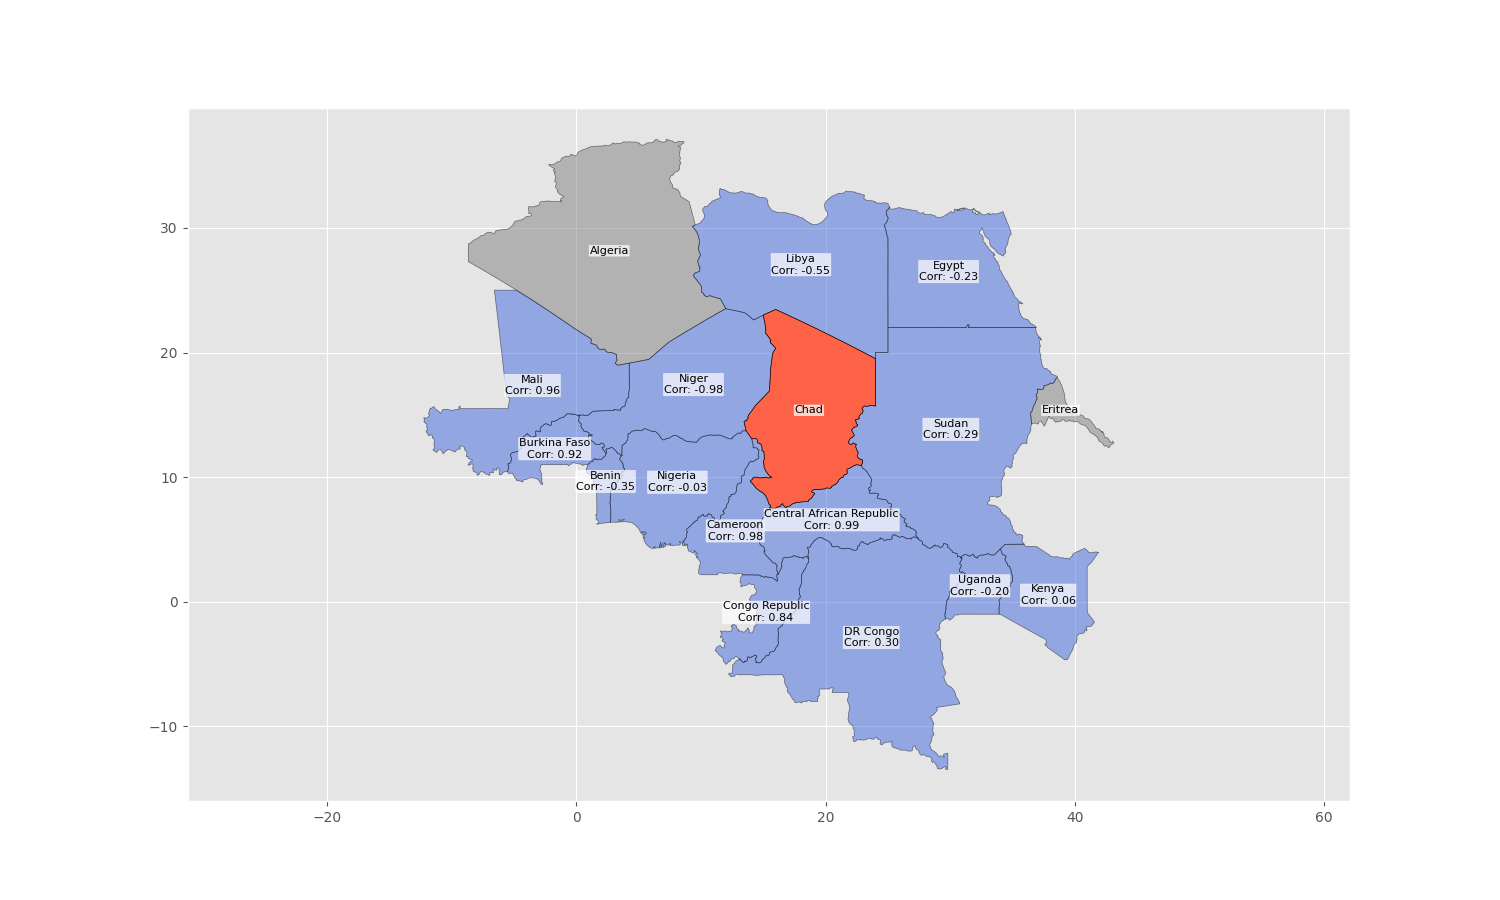 30
20
10
0
−10
−20
0
20
40
60
Algeria
Libya
Corr: -0.55
Egypt
Corr: -0.23
Mali
Corr: 0.96
Niger
Corr: -0.98
Chad
Eritrea
Sudan
Corr: 0.29
Burkina Faso
Corr: 0.92
Benin
Corr: -0.35
Nigeria
Corr: -0.03
Central African Republic
Corr: 0.99
Cameroon
Corr: 0.98
Uganda
Corr: -0.20
Kenya
Corr: 0.06
Congo Republic
Corr: 0.84
DR Congo
Corr: 0.30